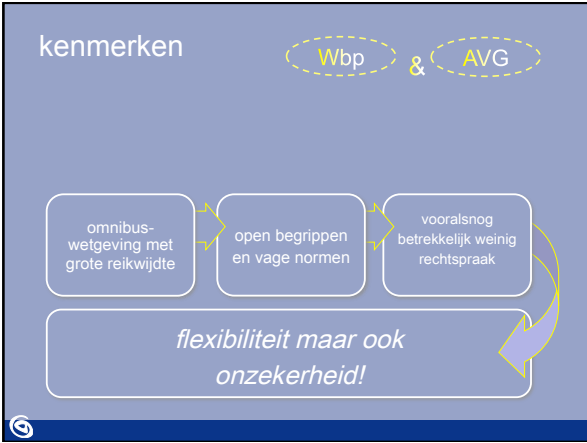 kenmerken
Wbp & AVG
omnibus-
wetgeving met
grote reikwijdte
open begrippen
en vage normen
vooralsnog
betrekkelijk weinig
rechtspraak
flexibiliteit maar ook
onzekerheid!